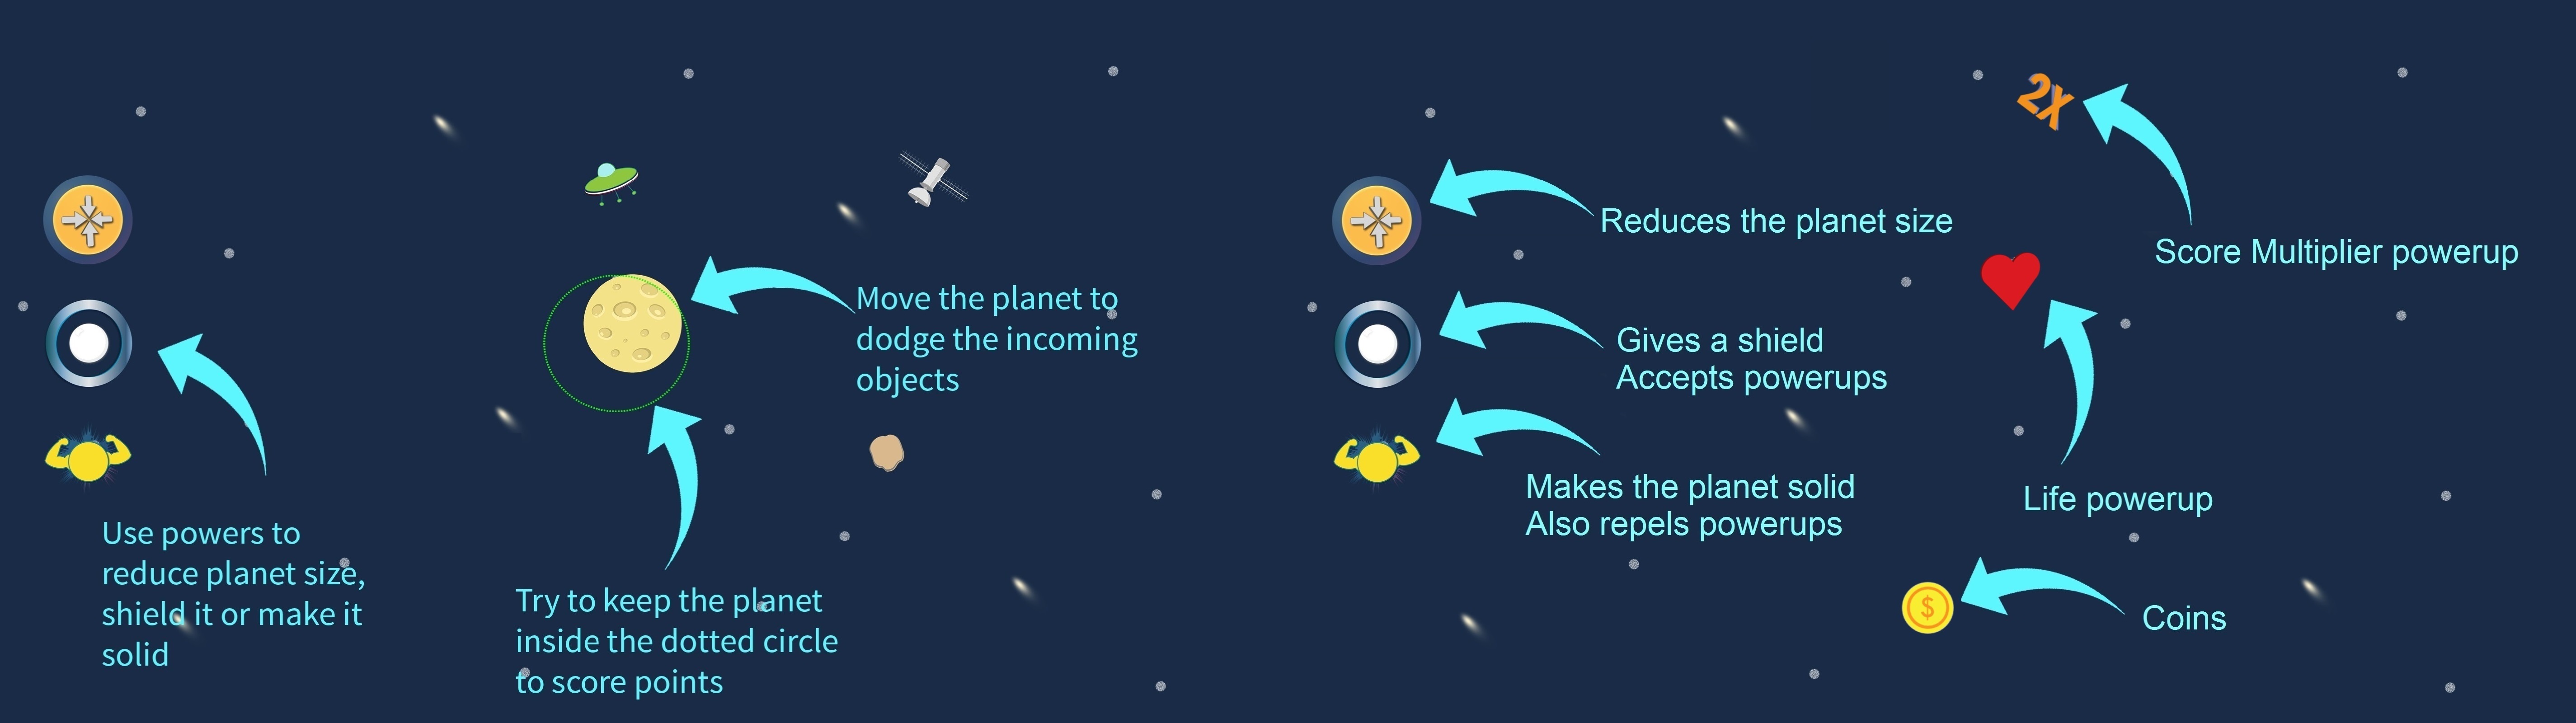 Move the planet to
dodge the incoming
objects
Use powers to
reduce planet size,
shield it or make it
solid
Try to keep the planet
inside the dotted circle
to score points
2X
Reduces the planet size
Score Multiplier powerup
Gives a shield
Accepts powerups
Makes the planet solid
Also repels powerups
Life powerup
$
Coins